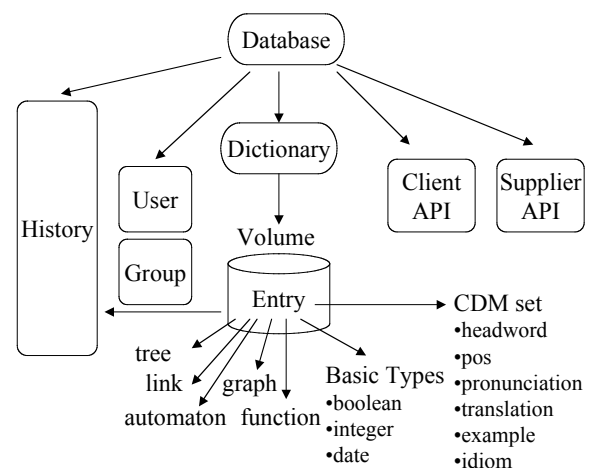 Database
Dictionary
Client
API
Supplier
API
User
History
Volume
Group
Entry
CDM set
•headword
•pos
•pronunciation
•translation
•example
•idiom
tree
link
graph
automaton
function
Basic Types
•boolean
•integer
•date